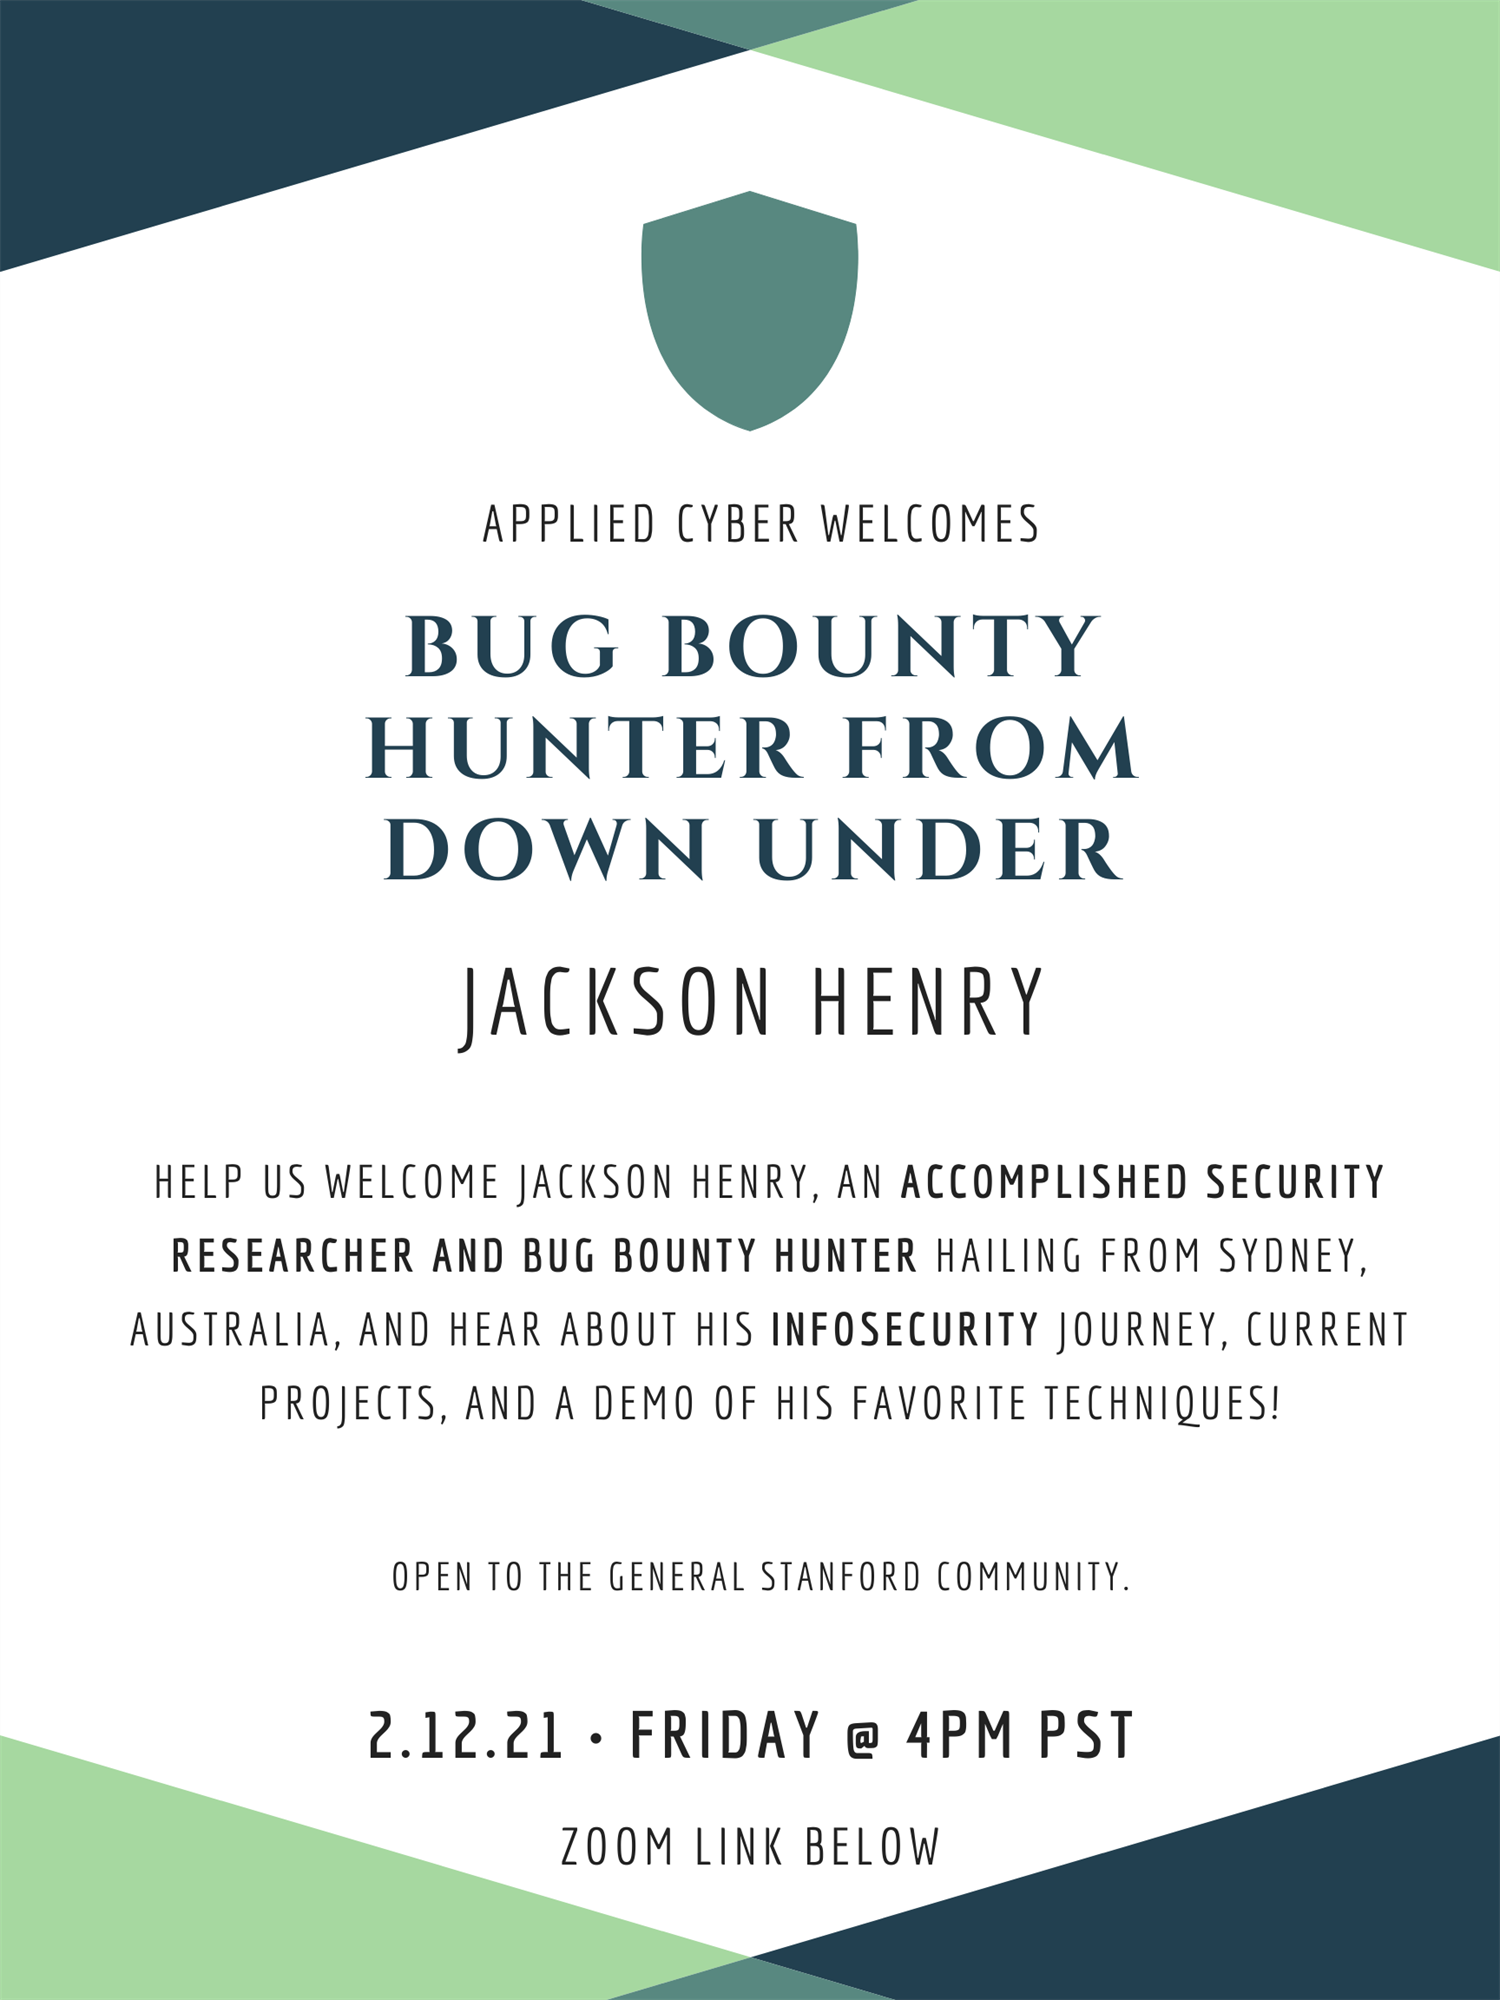 APPLIED CYBER WELCOMES
BUG BOUNTY
HUNTER FROM
DOWN UNDER
JACKSON HENRY
HELP US WELCOME JACKSON HENRY, AN ACCOMPLISHED SECURITY
RESEARCHER AND BUG BOUNTY HUNTER HAILING FROM SYDNEY,
AUSTRALIA, AND HEAR ABOUT HIS INFOSECURITY JOURNEY, CURRENT
PROJECTS, AND A DEMO OF HIS FAVORITE TECHNIQUES!
OPEN TO THE GENERAL STANFORD COMMUNITY.
2.12.21 • FRIDAY @ 4PM PST
ZOOM LINK BELOW